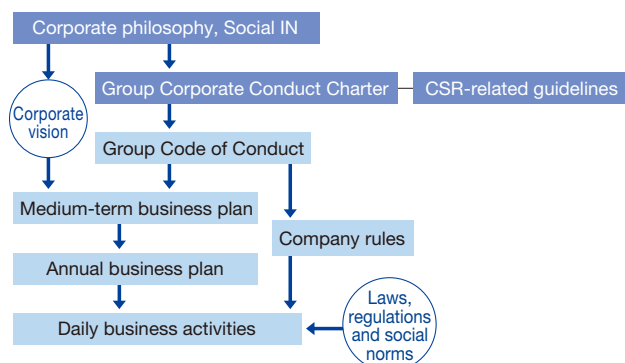 Corporate philosophy, Social IN
Group Corporate Conduct Charter
CSR-related guidelines
Corporate
vision
Group Code of Conduct
Medium-term business plan
Company rules
Annual business plan
Daily business activities
Laws,
regulations
and social
norms